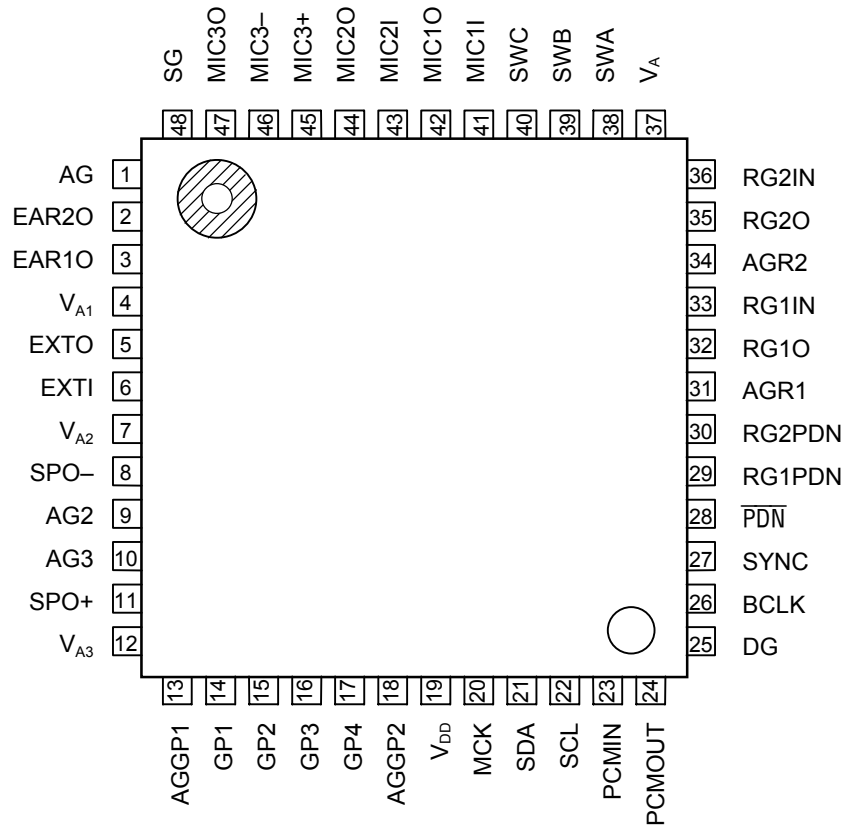 SG MIC3O MIC3– MIC3+ MIC2O MIC2I MIC1O MIC1I SWC SWB SWA VA
48 47 46 45 44 43 42 41 40 39 38 37
AG 1 36 RG2IN
EAR2O 2 35 RG2O
EAR1O 3 34 AGR2
VA1 4 33 RG1IN
EXTO 5 32 RG1O
EXTI 6 31 AGR1
VA2 7 30 RG2PDN
SPO– 8 29 RG1PDN
AG2 9 28 PDN
AG3 10 27 SYNC
SPO+ 11 26 BCLK
VA3 12 25 DG
13 14 15 16 17 18 19 20 21 22 23 24
AGGP1 GP1 GP2 GP3 GP4 AGGP2 VDD MCK SDA SCL PCMIN PCMOUT